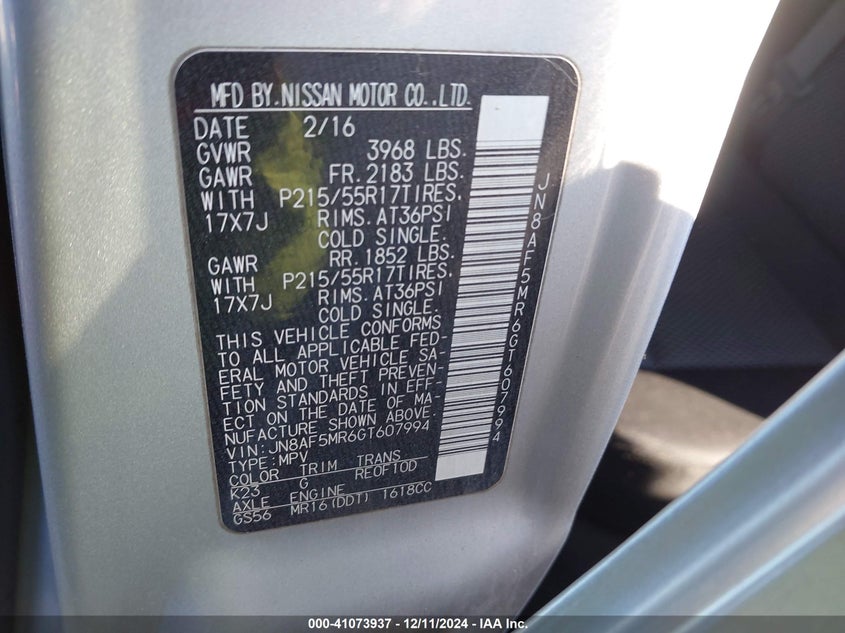 MFD BY. NISSAN MOTOR CO., LTD.
DATE 2/16
GVWR 3968 LBS.
GAWR FR. 2183 LBS.
WITH P215/55R17TIRES,
17X7J RIMS. AT36PSI
COLD SINGLE.
GAWR RR. 1852 LBS.
WITH P215/55R17TIRES,
17X7J RIMS. AT36PSI
COLD SINGLE.
THIS VEHICLE CONFORMS
TO ALL APPLICABLE FED-
ERAL MOTOR VEHICLE SA-
FETY AND THEFT PREVEN-
TION STANDARDS IN EFF-
ECT ON THE DATE OF MA-
NUFACTURE SHOWN ABOVE.
VIN: JN8AF5MR6GT607994
TYPE: MPV
COLOR TRIM TRANS
K23 G RE0F10D
AXLE ENGINE
GS56 MR16(DDT) 1618CC
JN8AF5MR6GT607994
000-41073937 - 12/11/2024 - IAA Inc.